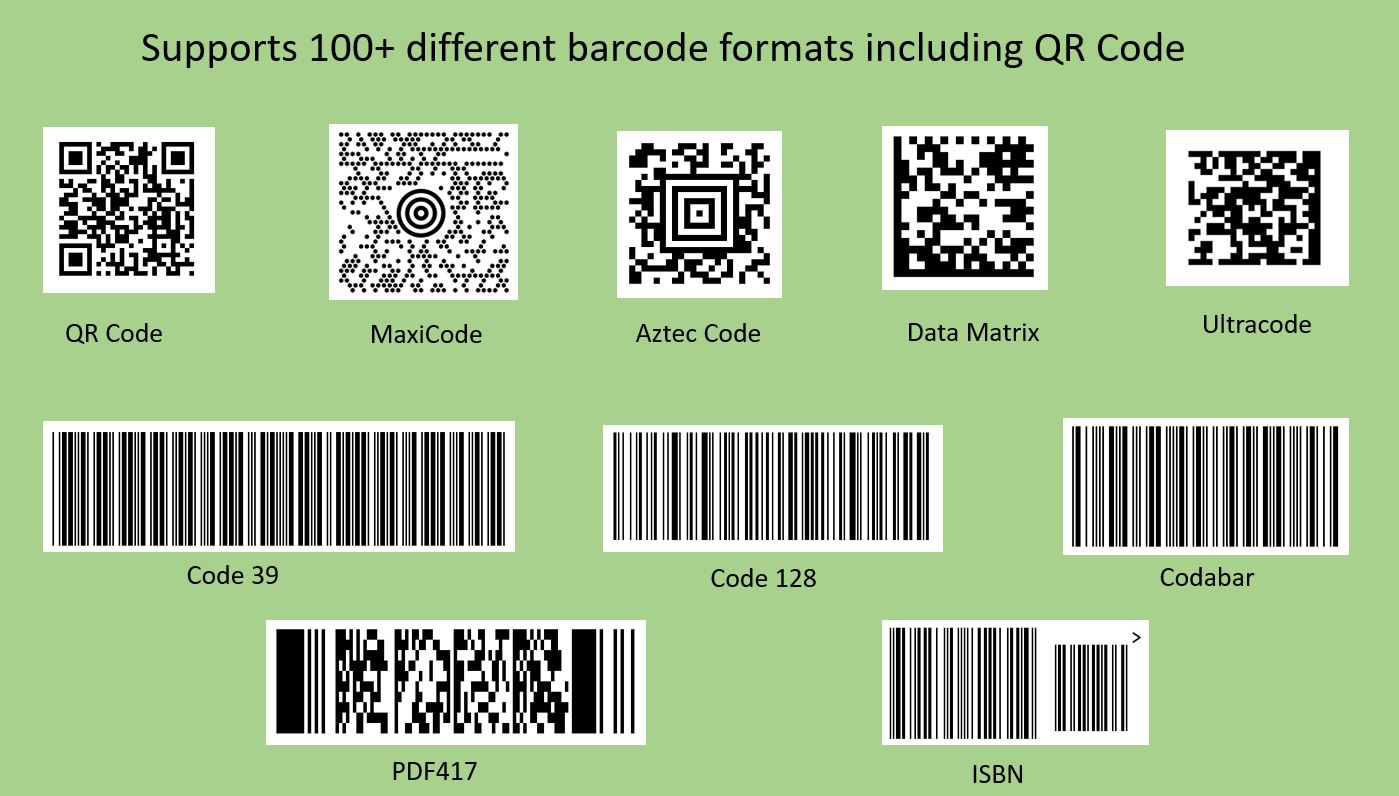 Supports 100+ different barcode formats including QR Code
QR Code
MaxiCode
Aztec Code
Data Matrix
Ultracode
Code 39
Code 128
Codabar
>
PDF417
ISBN